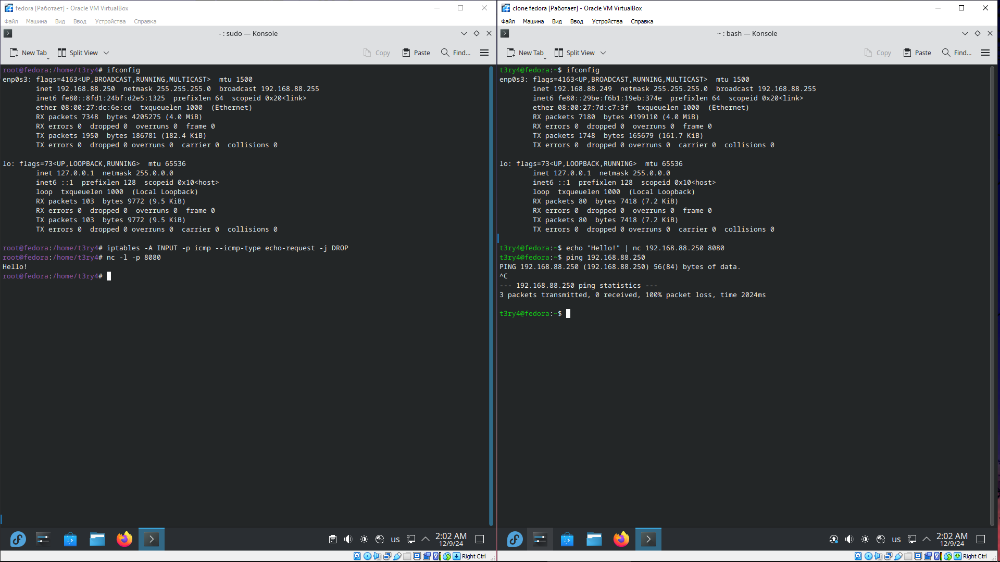 fedora [Работает] - Oracle VM VirtualBox
Файл Машина Вид Ввод Устройства Справка
- : sudo — Konsole
New Tab Split View Copy Paste Find...
root@fedora:/home/t3ry4# ifconfig
enp0s3: flags=4163<UP,BROADCAST,RUNNING,MULTICAST>  mtu 1500
        inet 192.168.88.250  netmask 255.255.255.0  broadcast 192.168.88.255
        inet6 fe80::8fd1:24bf:d2e5:1325  prefixlen 64  scopeid 0x20<link>
        ether 08:00:27:dc:6e:cd  txqueuelen 1000  (Ethernet)
        RX packets 7348  bytes 4205275 (4.0 MiB)
        RX errors 0  dropped 0  overruns 0  frame 0
        TX packets 1950  bytes 186781 (182.4 KiB)
        TX errors 0  dropped 0 overruns 0  carrier 0  collisions 0
lo: flags=73<UP,LOOPBACK,RUNNING>  mtu 65536
        inet 127.0.0.1  netmask 255.0.0.0
        inet6 ::1  prefixlen 128  scopeid 0x10<host>
        loop  txqueuelen 1000  (Local Loopback)
        RX packets 103  bytes 9772 (9.5 KiB)
        RX errors 0  dropped 0  overruns 0  frame 0
        TX packets 103  bytes 9772 (9.5 KiB)
        TX errors 0  dropped 0 overruns 0  carrier 0  collisions 0
root@fedora:/home/t3ry4# iptables -A INPUT -p icmp --icmp-type echo-request -j DROP
root@fedora:/home/t3ry4# nc -l -p 8080
Hello!
root@fedora:/home/t3ry4#
us 2:02 AM
12/9/24
Right Ctrl
clone fedora [Работает] - Oracle VM VirtualBox
Файл Машина Вид Ввод Устройства Справка
~ : bash — Konsole
New Tab Split View Copy Paste Find...
t3ry4@fedora:~$ ifconfig
enp0s3: flags=4163<UP,BROADCAST,RUNNING,MULTICAST>  mtu 1500
        inet 192.168.88.249  netmask 255.255.255.0  broadcast 192.168.88.255
        inet6 fe80::29be:f6b1:19eb:374e  prefixlen 64  scopeid 0x20<link>
        ether 08:00:27:7d:c7:3f  txqueuelen 1000  (Ethernet)
        RX packets 7180  bytes 4199110 (4.0 MiB)
        RX errors 0  dropped 0  overruns 0  frame 0
        TX packets 1748  bytes 165679 (161.7 KiB)
        TX errors 0  dropped 0 overruns 0  carrier 0  collisions 0
lo: flags=73<UP,LOOPBACK,RUNNING>  mtu 65536
        inet 127.0.0.1  netmask 255.0.0.0
        inet6 ::1  prefixlen 128  scopeid 0x10<host>
        loop  txqueuelen 1000  (Local Loopback)
        RX packets 80  bytes 7418 (7.2 KiB)
        RX errors 0  dropped 0  overruns 0  frame 0
        TX packets 80  bytes 7418 (7.2 KiB)
        TX errors 0  dropped 0 overruns 0  carrier 0  collisions 0
t3ry4@fedora:~$ echo "Hello!" | nc 192.168.88.250 8080
t3ry4@fedora:~$ ping 192.168.88.250
PING 192.168.88.250 (192.168.88.250) 56(84) bytes of data.
^C
--- 192.168.88.250 ping statistics ---
3 packets transmitted, 0 received, 100% packet loss, time 2024ms
t3ry4@fedora:~$
us 2:02 AM
12/9/24
Right Ctrl